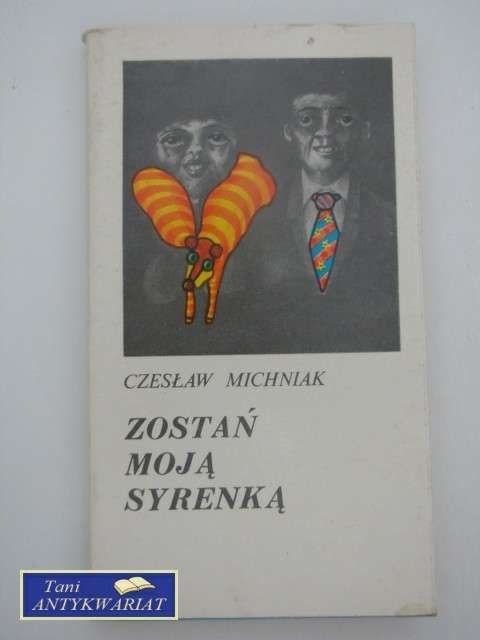 CZESŁAW MICHNIAK
ZOSTAŃ
MOJĄ
SYRENKĄ
Tani
ANTYKWARIAT